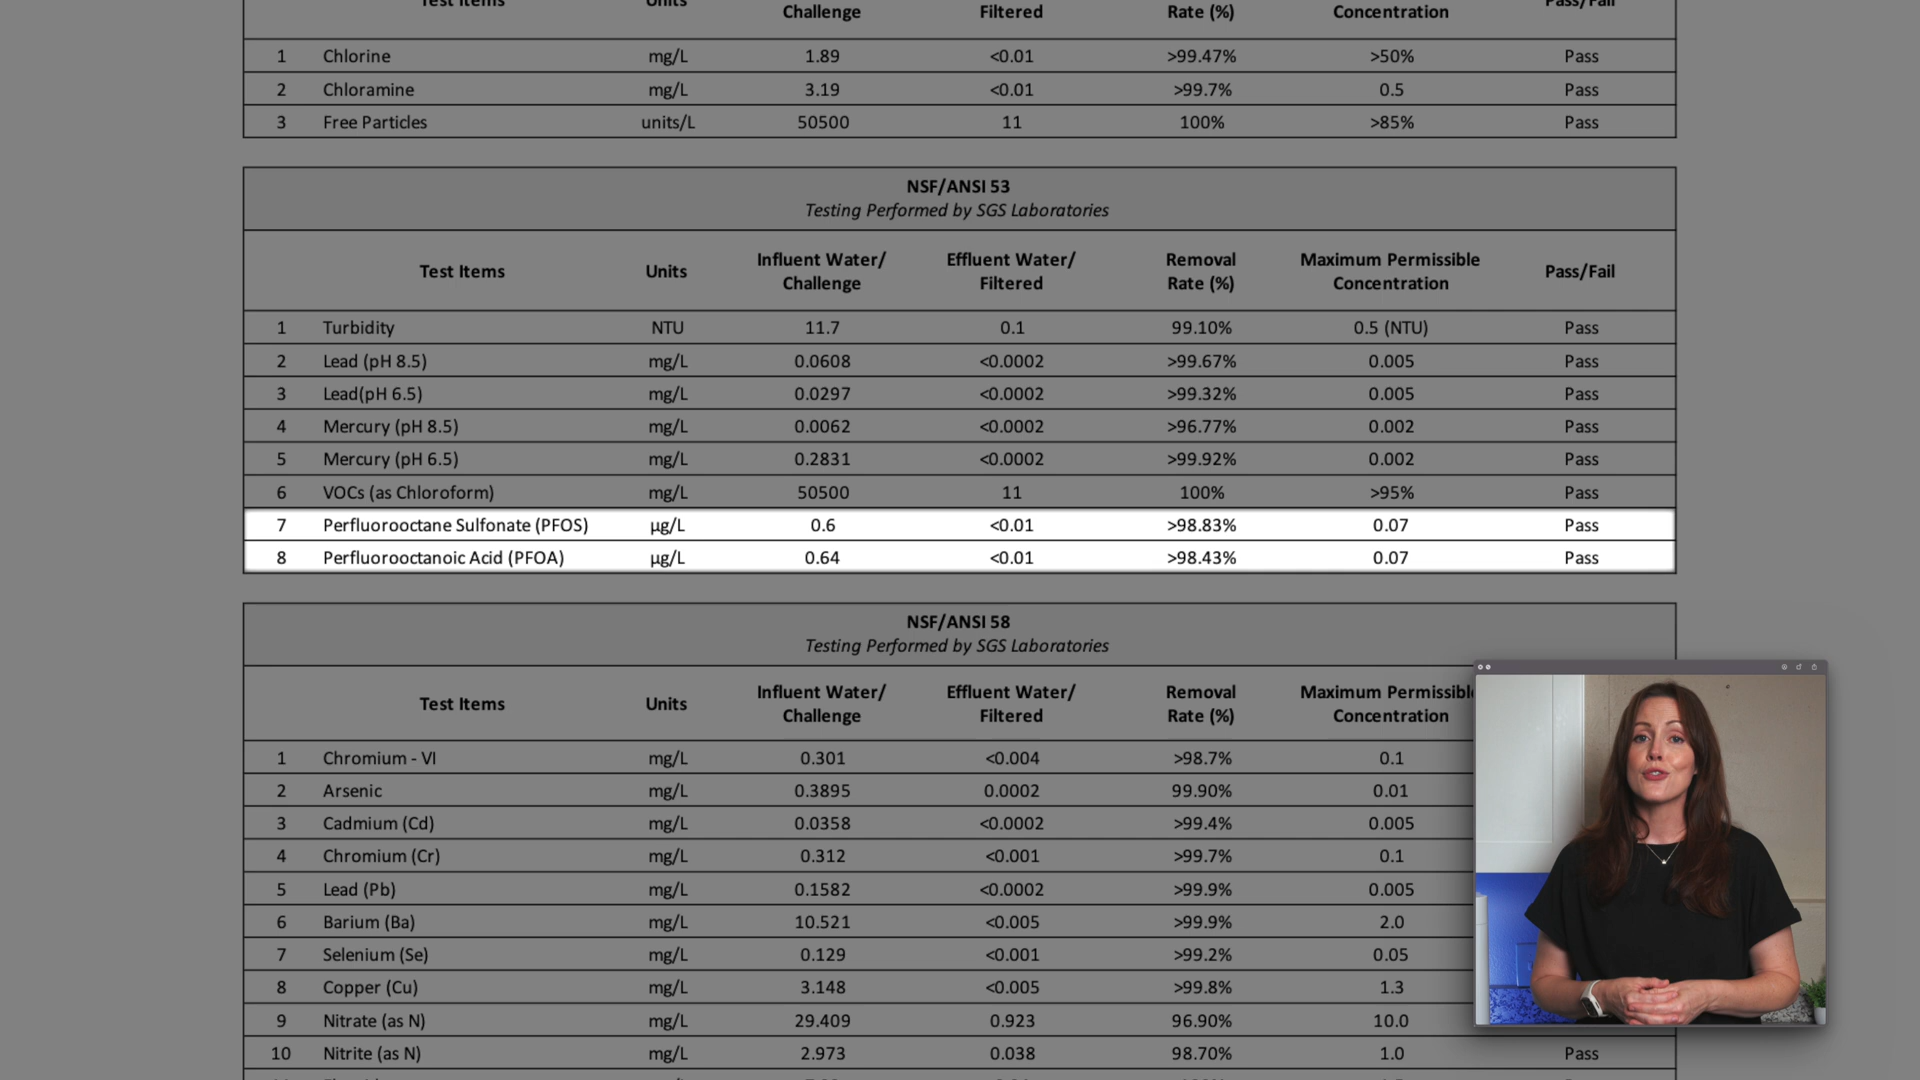 Test Items Units Challenge Filtered Rate (%) Concentration Pass/Fail
1 Chlorine mg/L 1.89 <0.01 >99.47% >50% Pass
2 Chloramine mg/L 3.19 <0.01 >99.7% 0.5 Pass
3 Free Particles units/L 50500 11 100% >85% Pass
NSF/ANSI 53
Testing Performed by SGS Laboratories
Test Items Units Influent Water/ Challenge Effluent Water/ Filtered Removal Rate (%) Maximum Permissible Concentration Pass/Fail
1 Turbidity NTU 11.7 0.1 99.10% 0.5 (NTU) Pass
2 Lead (pH 8.5) mg/L 0.0608 <0.0002 >99.67% 0.005 Pass
3 Lead(pH 6.5) mg/L 0.0297 <0.0002 >99.32% 0.005 Pass
4 Mercury (pH 8.5) mg/L 0.0062 <0.0002 >96.77% 0.002 Pass
5 Mercury (pH 6.5) mg/L 0.2831 <0.0002 >99.92% 0.002 Pass
6 VOCs (as Chloroform) mg/L 50500 11 100% >95% Pass
7 Perfluorooctane Sulfonate (PFOS) µg/L 0.6 <0.01 >98.83% 0.07 Pass
8 Perfluorooctanoic Acid (PFOA) µg/L 0.64 <0.01 >98.43% 0.07 Pass
NSF/ANSI 58
Testing Performed by SGS Laboratories
Test Items Units Influent Water/ Challenge Effluent Water/ Filtered Removal Rate (%) Maximum Permissibl Concentration
1 Chromium - VI mg/L 0.301 <0.004 >98.7% 0.1
2 Arsenic mg/L 0.3895 0.0002 99.90% 0.01
3 Cadmium (Cd) mg/L 0.0358 <0.0002 >99.4% 0.005
4 Chromium (Cr) mg/L 0.312 <0.001 >99.7% 0.1
5 Lead (Pb) mg/L 0.1582 <0.0002 >99.9% 0.005
6 Barium (Ba) mg/L 10.521 <0.005 >99.9% 2.0
7 Selenium (Se) mg/L 0.129 <0.001 >99.2% 0.05
8 Copper (Cu) mg/L 3.148 <0.005 >99.8% 1.3
9 Nitrate (as N) mg/L 29.409 0.923 96.90% 10.0
10 Nitrite (as N) mg/L 2.973 0.038 98.70% 1.0 Pass